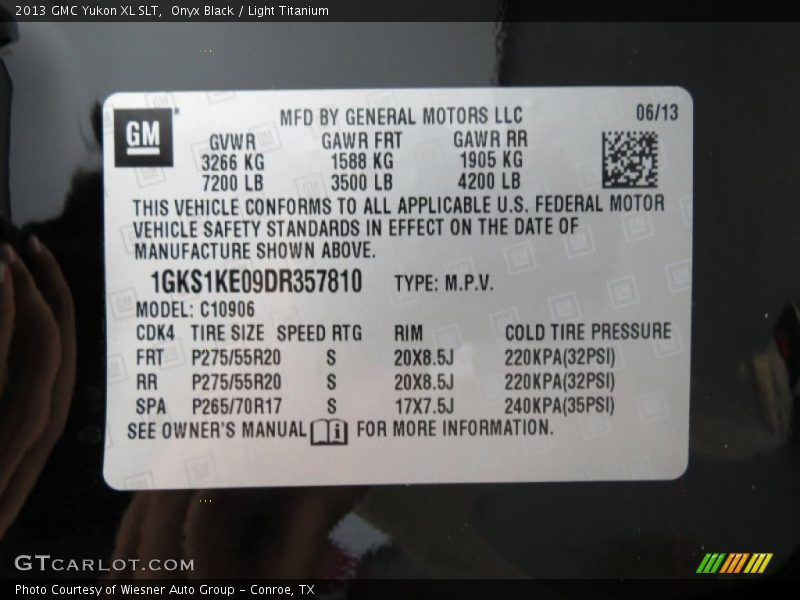 2013 GMC Yukon XL SLT,  Onyx Black / Light Titanium
GM
MFD BY GENERAL MOTORS LLC
06/13
GVWR GAWR FRT GAWR RR
3266 KG 1588 KG 1905 KG
7200 LB 3500 LB 4200 LB
THIS VEHICLE CONFORMS TO ALL APPLICABLE U.S. FEDERAL MOTOR
VEHICLE SAFETY STANDARDS IN EFFECT ON THE DATE OF
MANUFACTURE SHOWN ABOVE.
1GKS1KE09DR357810 TYPE: M.P.V.
MODEL: C10906
CDK4 TIRE SIZE SPEED RTG RIM COLD TIRE PRESSURE
FRT P275/55R20 S 20X8.5J 220KPA(32PSI)
RR P275/55R20 S 20X8.5J 220KPA(32PSI)
SPA P265/70R17 S 17X7.5J 240KPA(35PSI)
SEE OWNER'S MANUAL FOR MORE INFORMATION.
GTCARLOT.COM
Photo Courtesy of Wiesner Auto Group - Conroe, TX